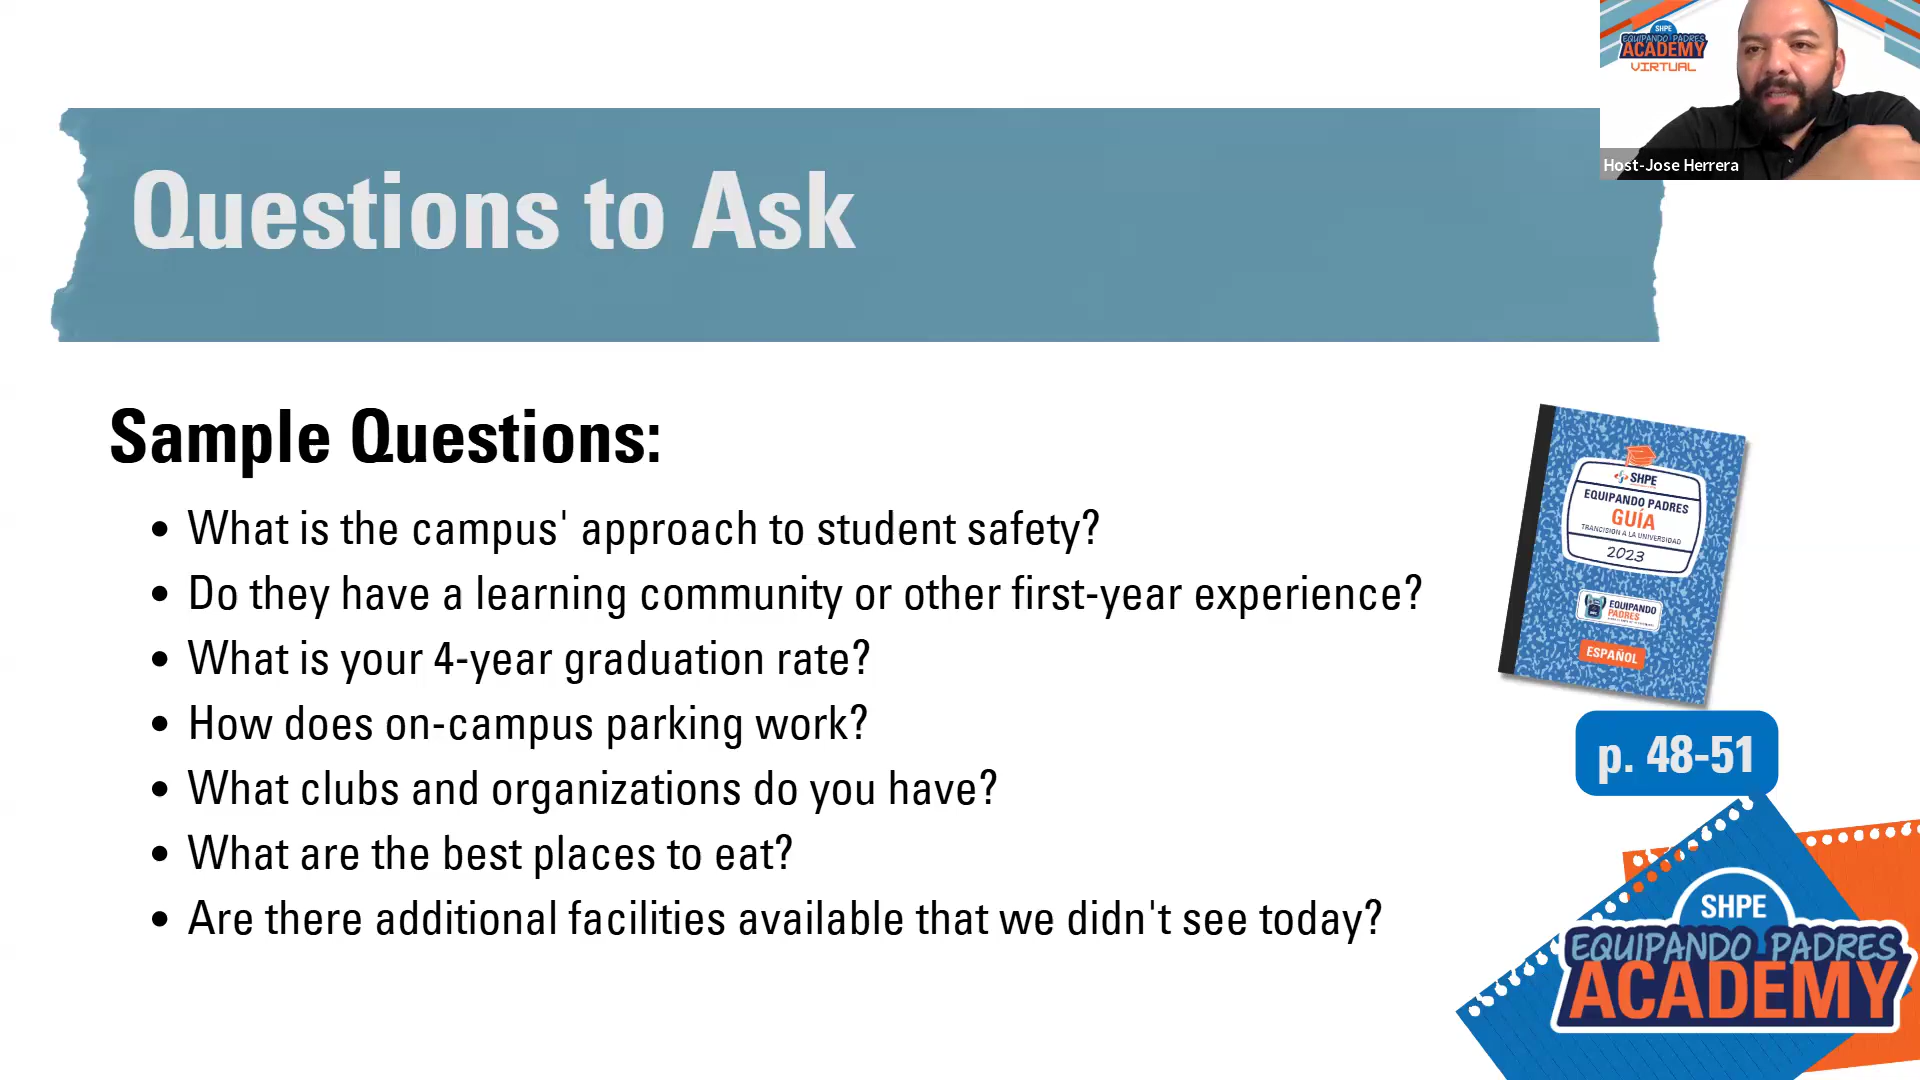 SHPE
EQUIPANDO PADRES
ACADEMY
VIRTUAL
Host-Jose Herrera
Questions to Ask
Sample Questions:
• What is the campus' approach to student safety?
• Do they have a learning community or other first-year experience?
• What is your 4-year graduation rate?
• How does on-campus parking work?
• What clubs and organizations do you have?
• What are the best places to eat?
• Are there additional facilities available that we didn't see today?
SHPE
EQUIPANDO PADRES
GUÍA
TRANCISION A LA UNIVERSIDAD
2023
EQUIPANDO
PADRES
ESPAÑOL
p. 48-51
SHPE
EQUIPANDO PADRES
ACADEMY